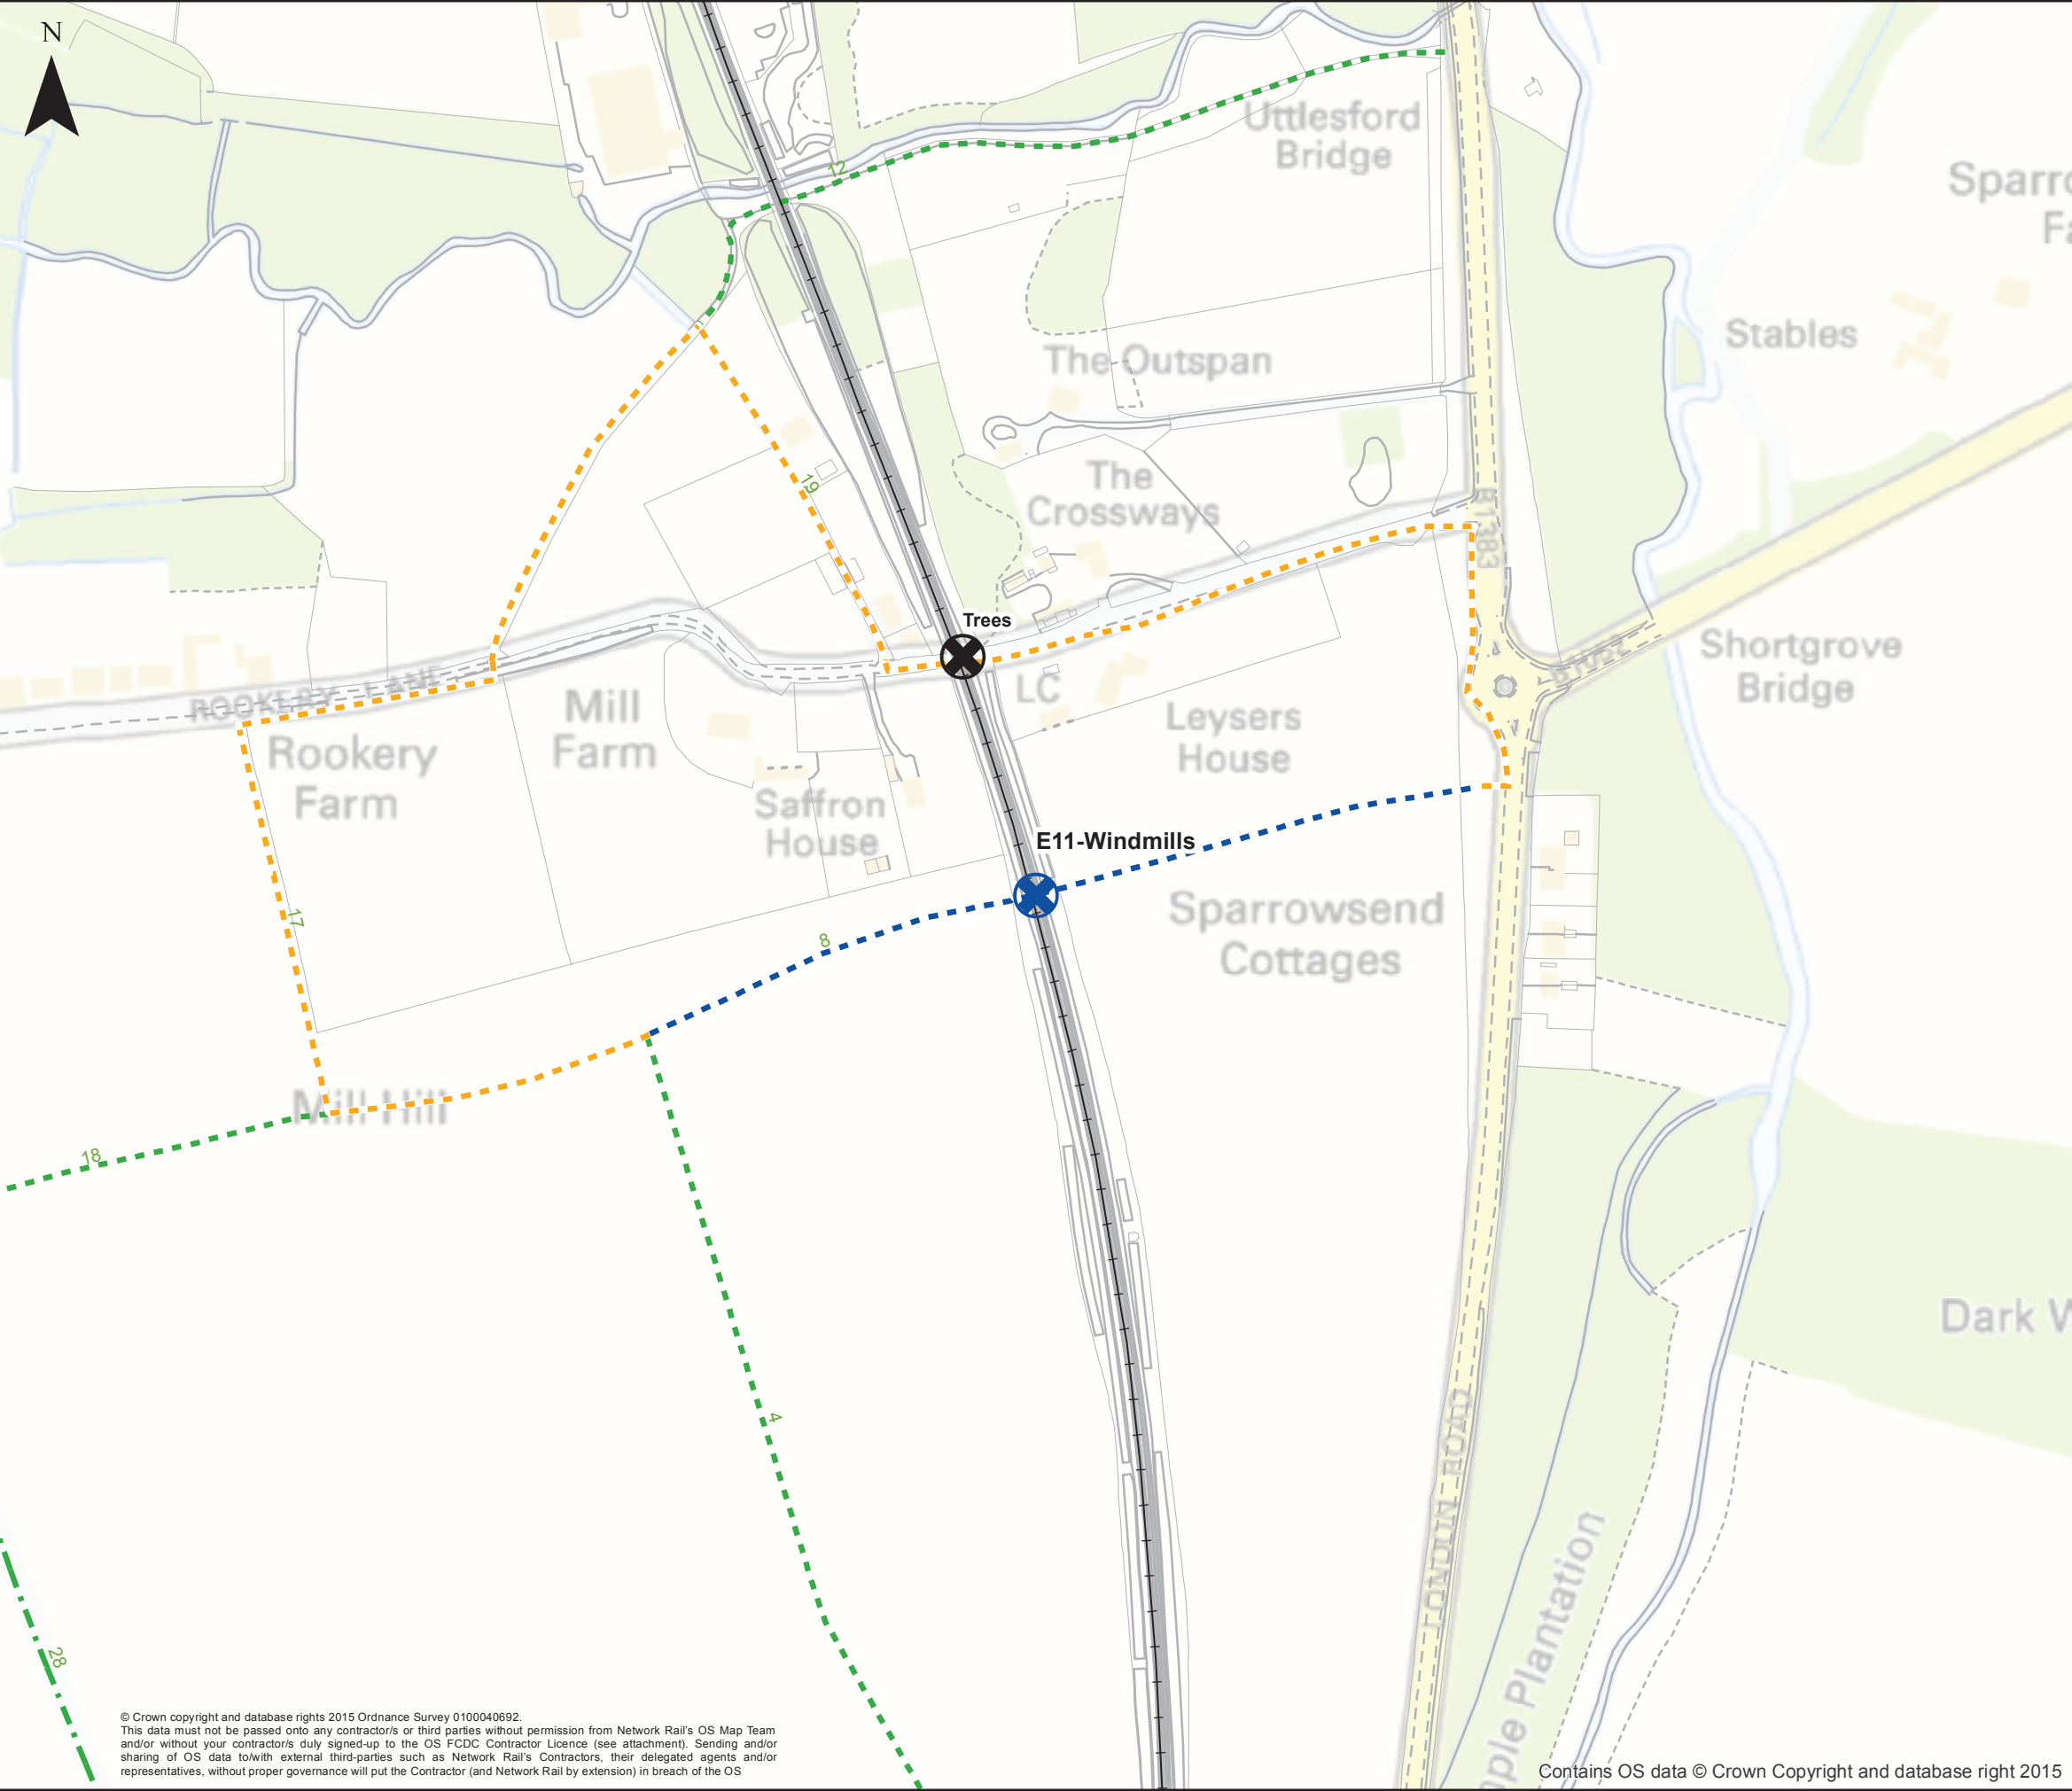 N
12
Uttlesford
Bridge
Stables
The Outspan
19
The
Crossways
B1383
Trees
ROOKERY LANE
LC
Mill
Farm
Rookery
Farm
Leysers
House
Shortgrove
Bridge
Saffron
House
E11-Windmills
17
8
Sparrowsend
Cottages
Mill Hill
18
4
Dark W
LONDON ROAD
mple Plantation
28
© Crown copyright and database rights 2015 Ordnance Survey 0100040692.
This data must not be passed onto any contractor/s or third parties without permission from Network Rail's OS Map Team
and/or without your contractor/s duly signed-up to the OS FCDC Contractor Licence (see attachment). Sending and/or
sharing of OS data to/with external third-parties such as Network Rail's Contractors, their delegated agents and/or
representatives, without proper governance will put the Contractor (and Network Rail by extension) in breach of the OS
Contains OS data © Crown Copyright and database right 2015